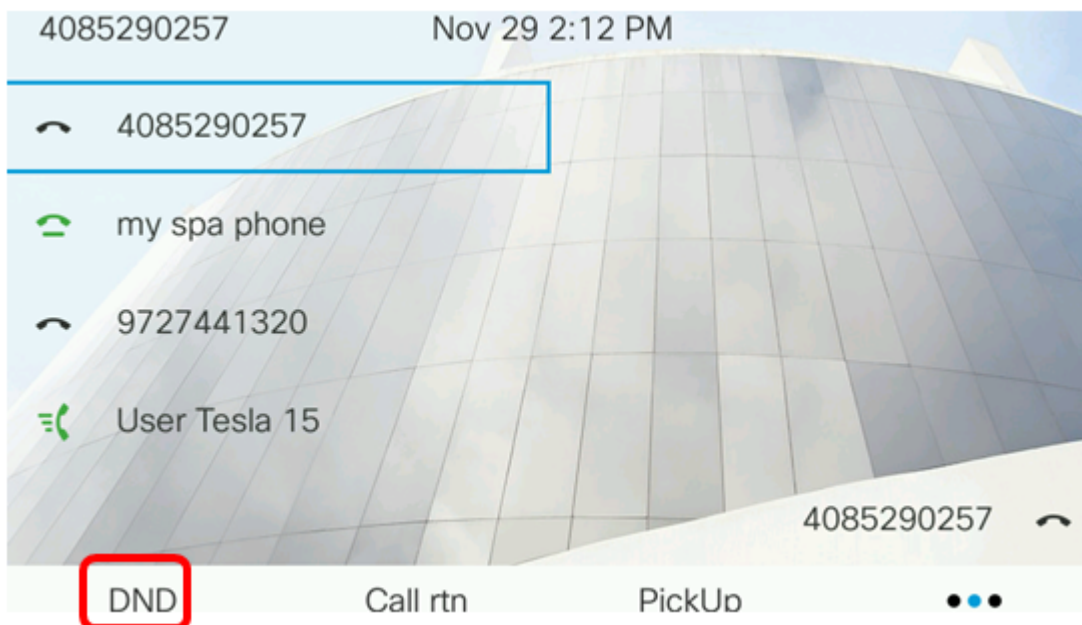 4085290257 Nov 29 2:12 PM
4085290257
my spa phone
9727441320
User Tesla 15
4085290257
DND Call rtn PickUp